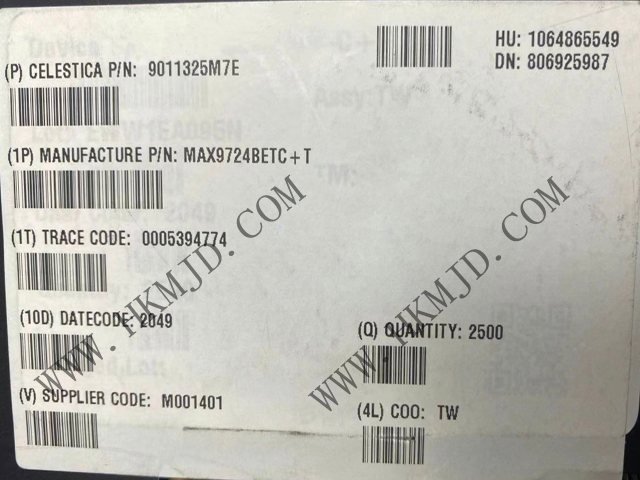 HU: 1064865549
DN: 806925987
(P) CELESTICA P/N: 9011325M7E
(1P) MANUFACTURE P/N: MAX9724BETC+T
(1T) TRACE CODE: 0005394774
(10D) DATECODE: 2049
(Q) QUANTITY: 2500
(V) SUPPLIER CODE: M001401
(4L) COO: TW
WWW.HKMJD.COM
WWW.HKMJD.COM